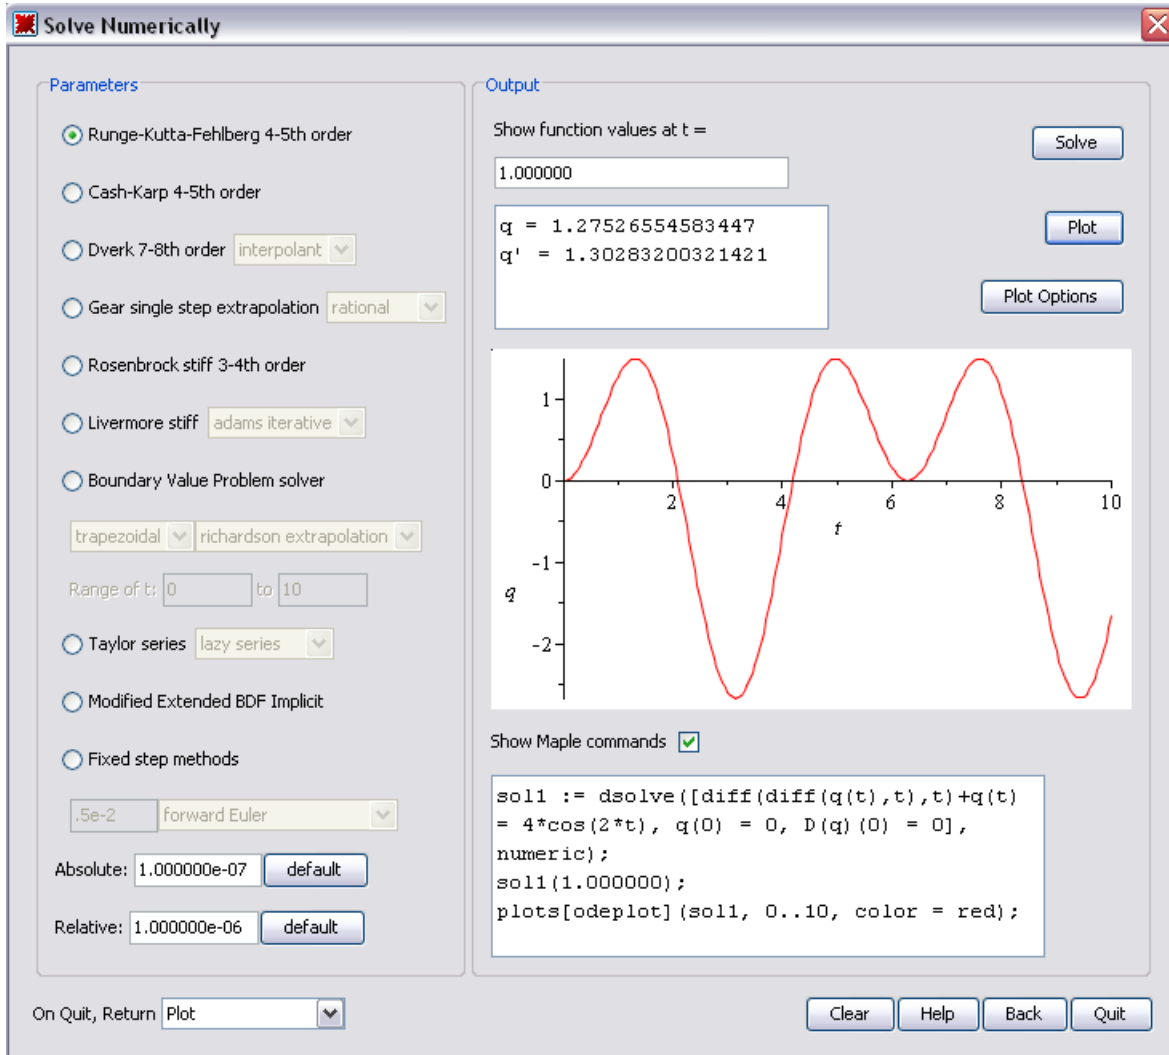 Solve Numerically
Parameters
Runge-Kutta-Fehlberg 4-5th order
Cash-Karp 4-5th order
Dverk 7-8th order interpolant
Gear single step extrapolation rational
Rosenbrock stiff 3-4th order
Livermore stiff adams iterative
Boundary Value Problem solver
trapezoidal richardson extrapolation
Range of t: 0 to 10
Taylor series lazy series
Modified Extended BDF Implicit
Fixed step methods
.5e-2 forward Euler
Absolute: 1.000000e-07 default
Relative: 1.000000e-06 default
Output
Show function values at t =
1.000000
Solve
q = 1.27526554583447
q' = 1.30283200321421
Plot
Plot Options
1
0
2 4 6 8 10
t
-1
q
-2
Show Maple commands
sol1 := dsolve([diff(diff(q(t),t),t)+q(t)
= 4*cos(2*t), q(0) = 0, D(q)(0) = 0],
numeric);
sol1(1.000000);
plots[odeplot](sol1, 0..10, color = red);
On Quit, Return Plot
Clear Help Back Quit